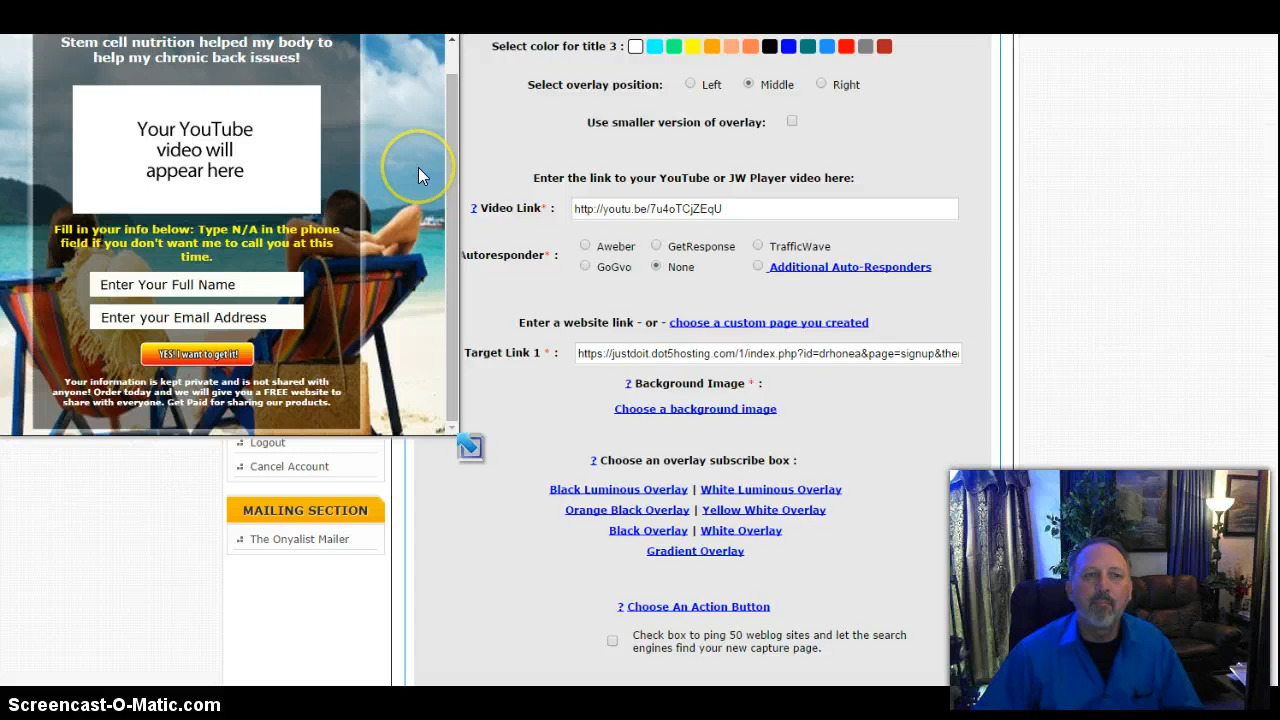 Stem cell nutrition helped my body to
help my chronic back issues!
Your YouTube
video will
appear here
Fill in your info below: Type N/A in the phone
field if you don't want me to call you at this
time.
Enter Your Full Name
Enter your Email Address
YES! I want to get it!
Your information is kept private and is not shared with
anyone! Order today and we will give you a FREE website to
share with everyone. Get Paid for sharing our products.
Logout
Cancel Account
MAILING SECTION
The Onyalist Mailer
Select color for title 3 :
Select overlay position: Left Middle Right
Use smaller version of overlay:
Enter the link to your YouTube or JW Player video here:
? Video Link* : http://youtu.be/7u4oTCjZEqU
Autoresponder* : Aweber GetResponse TrafficWave
GoGvo None Additional Auto-Responders
Enter a website link - or - choose a custom page you created
Target Link 1 * : https://justdoit.dot5hosting.com/1/index.php?id=drhonea&page=signup&the
? Background Image * :
Choose a background image
? Choose an overlay subscribe box :
Black Luminous Overlay | White Luminous Overlay
Orange Black Overlay | Yellow White Overlay
Black Overlay | White Overlay
Gradient Overlay
? Choose An Action Button
Check box to ping 50 weblog sites and let the search
engines find your new capture page.
Screencast-O-Matic.com